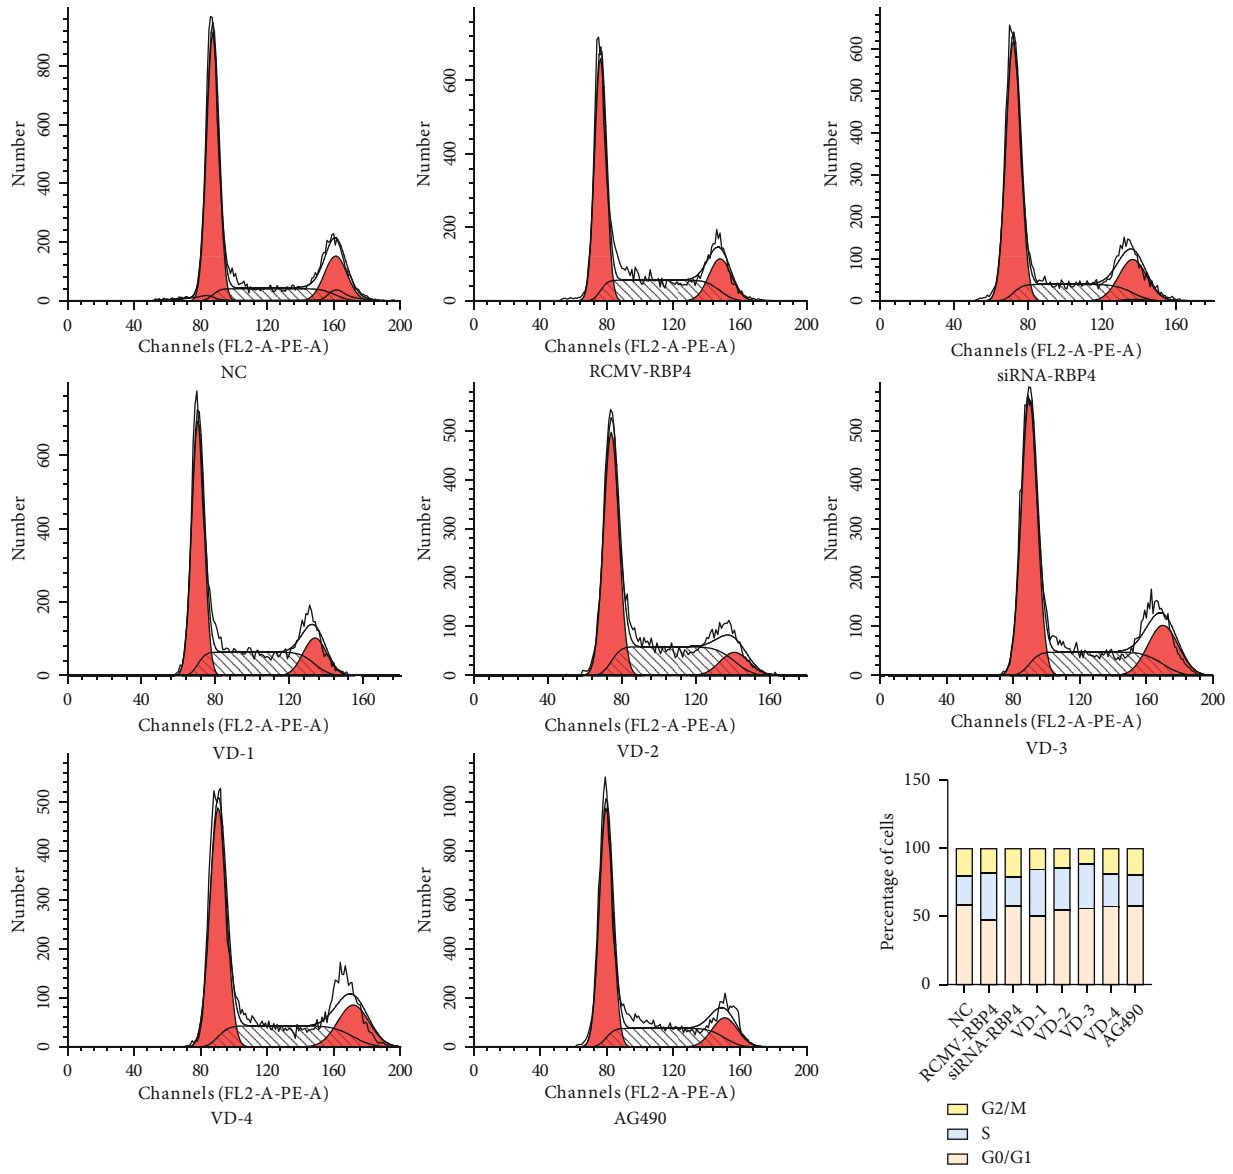 Number
800
600
400
200
0
0 40 80 120 160 200
Channels (FL2-A-PE-A)
NC
Number
600
400
200
0
0 40 80 120 160 200
Channels (FL2-A-PE-A)
RCMV-RBP4
Number
600
500
400
300
200
100
0
0 40 80 120 160
Channels (FL2-A-PE-A)
siRNA-RBP4
Number
600
400
200
0
0 40 80 120 160
Channels (FL2-A-PE-A)
VD-1
Number
500
400
300
200
100
0
0 40 80 120 160
Channels (FL2-A-PE-A)
VD-2
Number
500
400
300
200
100
0
0 40 80 120 160 200
Channels (FL2-A-PE-A)
VD-3
Number
500
400
300
200
100
0
0 40 80 120 160 200
Channels (FL2-A-PE-A)
VD-4
Number
1000
800
600
400
200
0
0 40 80 120 160 200
Channels (FL2-A-PE-A)
AG490
Percentage of cells
150
100
50
0
NC
RCMV-RBP4
siRNA-RBP4
VD-1
VD-2
VD-3
VD-4
AG490
G2/M
S
G0/G1